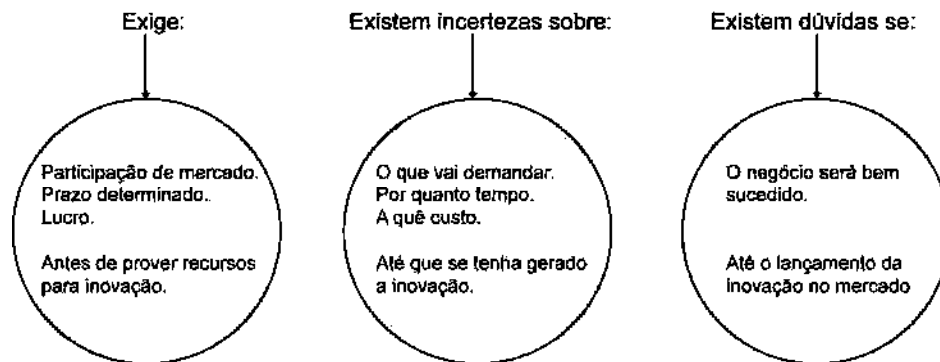 Exige:
Participação de mercado.
Prazo determinado.
Lucro.
Antes de prover recursos
para inovação.
Existem incertezas sobre:
O que vai demandar.
Por quanto tempo.
A quê custo.
Até que se tenha gerado
a inovação.
Existem dúvidas se:
O negócio será bem
sucedido.
Até o lançamento da
inovação no mercado